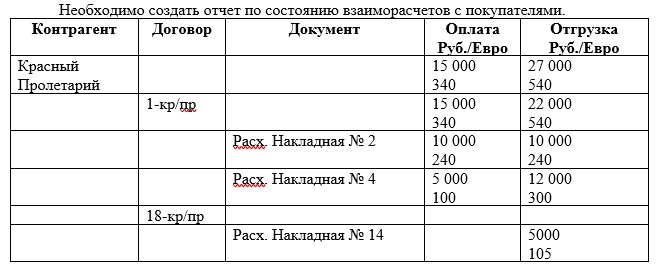 Необходимо создать отчет по состоянию взаиморасчетов с покупателями.
Контрагент Договор Документ Оплата Отгрузка
Руб./Евро Руб./Евро
Красный 15 000 27 000
Пролетарий 340 540
1-кр/пр 15 000 22 000
340 540
Расх. Накладная № 2 10 000 10 000
240 240
Расх. Накладная № 4 5 000 12 000
100 300
18-кр/пр
Расх. Накладная № 14 5000
105